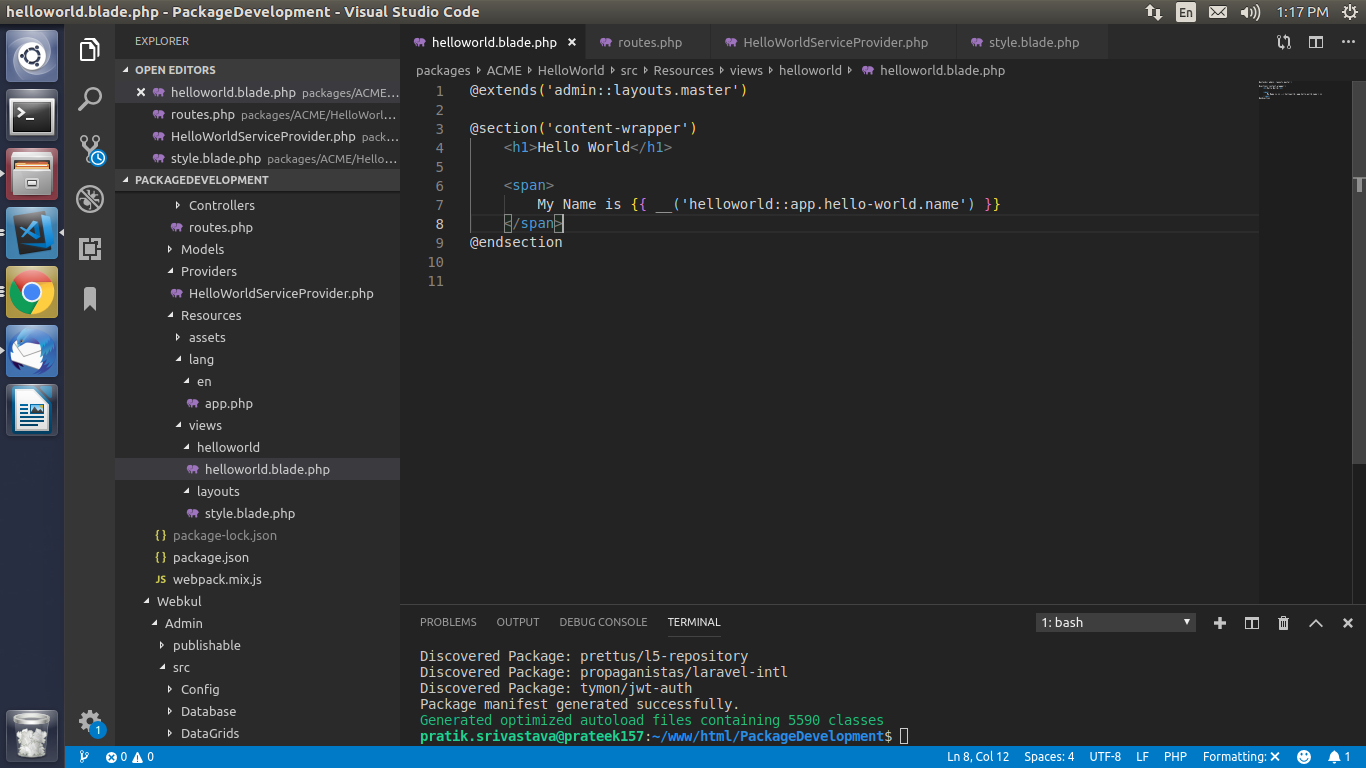 helloworld.blade.php - PackageDevelopment - Visual Studio Code
En
1:17 PM
EXPLORER
OPEN EDITORS
helloworld.blade.php packages/ACME...
routes.php packages/ACME/HelloWorl...
HelloWorldServiceProvider.php pack...
style.blade.php packages/ACME/Hello...
PACKAGEDEVELOPMENT
Controllers
routes.php
Models
Providers
HelloWorldServiceProvider.php
Resources
assets
lang
en
app.php
views
helloworld
helloworld.blade.php
layouts
style.blade.php
{ } package-lock.json
{ } package.json
JS webpack.mix.js
Webkul
Admin
publishable
src
Config
Database
DataGrids
1
helloworld.blade.php
routes.php
HelloWorldServiceProvider.php
style.blade.php
packages › ACME › HelloWorld › src › Resources › views › helloworld › helloworld.blade.php
1 @extends('admin::layouts.master')
2
3 @section('content-wrapper')
4 <h1>Hello World</h1>
5
6 <span>
7 My Name is {{ __('helloworld::app.hello-world.name') }}
8 </span>
9 @endsection
10
11
PROBLEMS OUTPUT DEBUG CONSOLE TERMINAL
1: bash
Discovered Package: prettus/l5-repository
Discovered Package: propaganistas/laravel-intl
Discovered Package: tymon/jwt-auth
Package manifest generated successfully.
Generated optimized autoload files containing 5590 classes
pratik.srivastava@prateek157:~/www/html/PackageDevelopment$
0 0
Ln 8, Col 12 Spaces: 4 UTF-8 LF PHP Formatting: ✕ 1